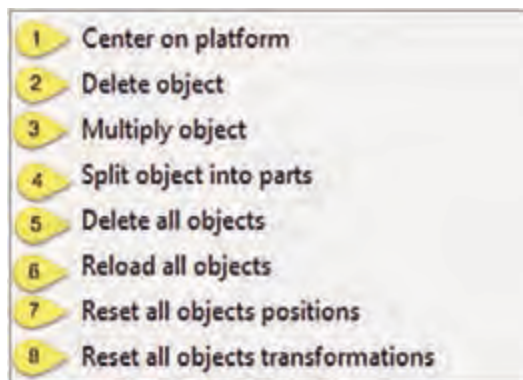 1 Center on platform
2 Delete object
3 Multiply object
4 Split object into parts
5 Delete all objects
6 Reload all objects
7 Reset all objects positions
8 Reset all objects transformations